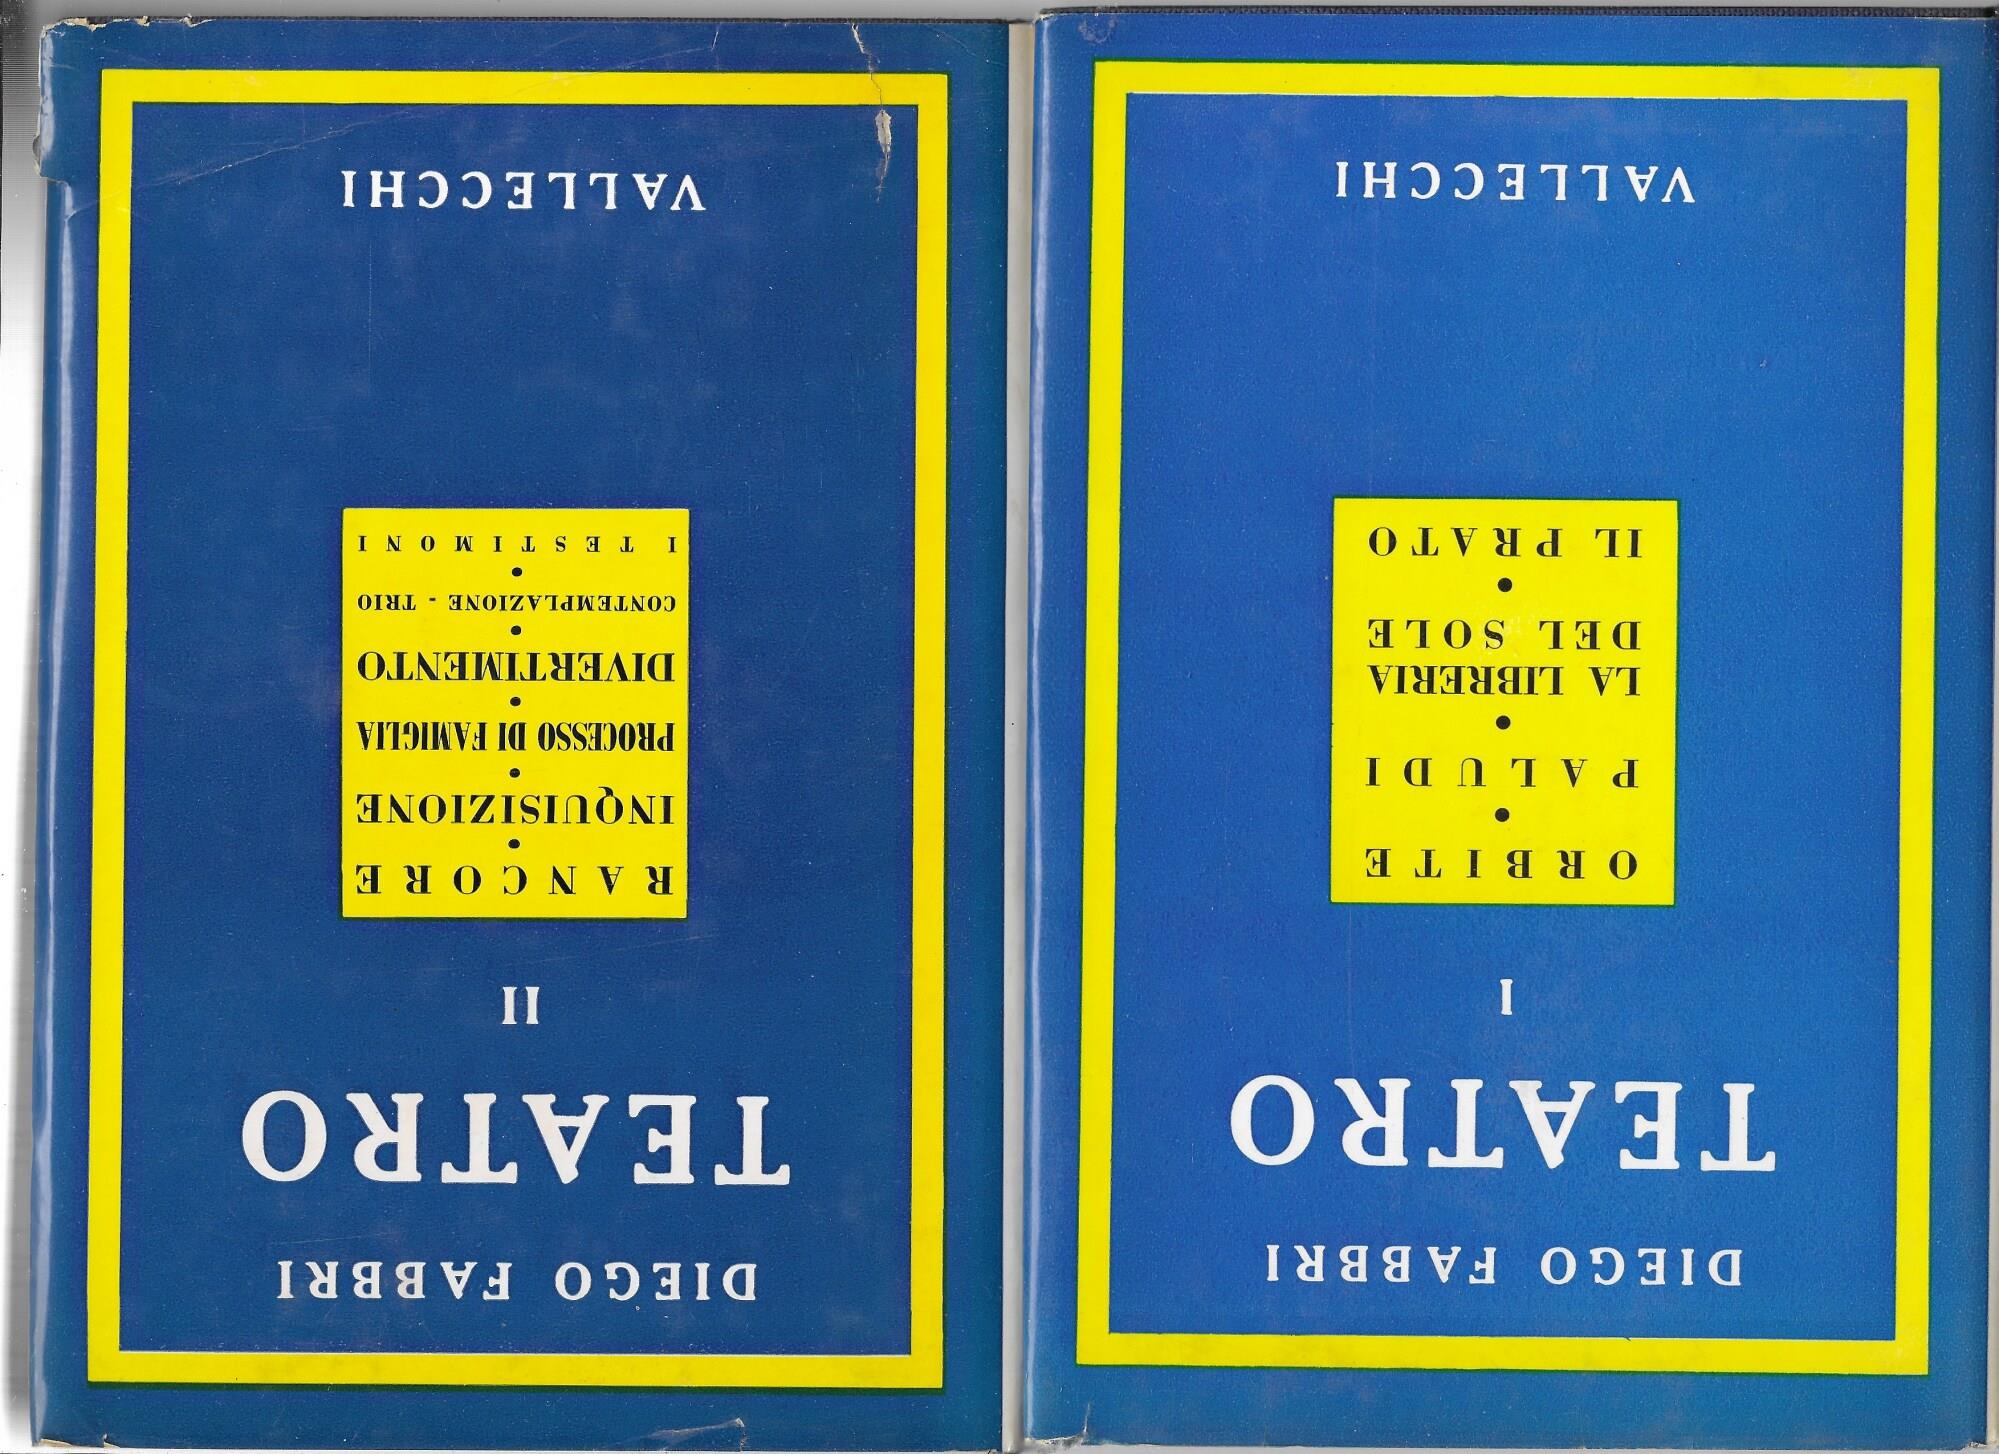 DIEGO FABBRI
TEATRO
I
ORBITE
•
PALUDI
•
LA LIBRERIA
DEL SOLE
•
IL PRATO
VALLECCHI
DIEGO FABBRI
TEATRO
II
RANCORE
•
INQUISIZIONE
•
PROCESSO DI FAMIGLIA
•
DIVERTIMENTO
•
CONTEMPLAZIONE - TRIO
•
I TESTIMONI
VALLECCHI